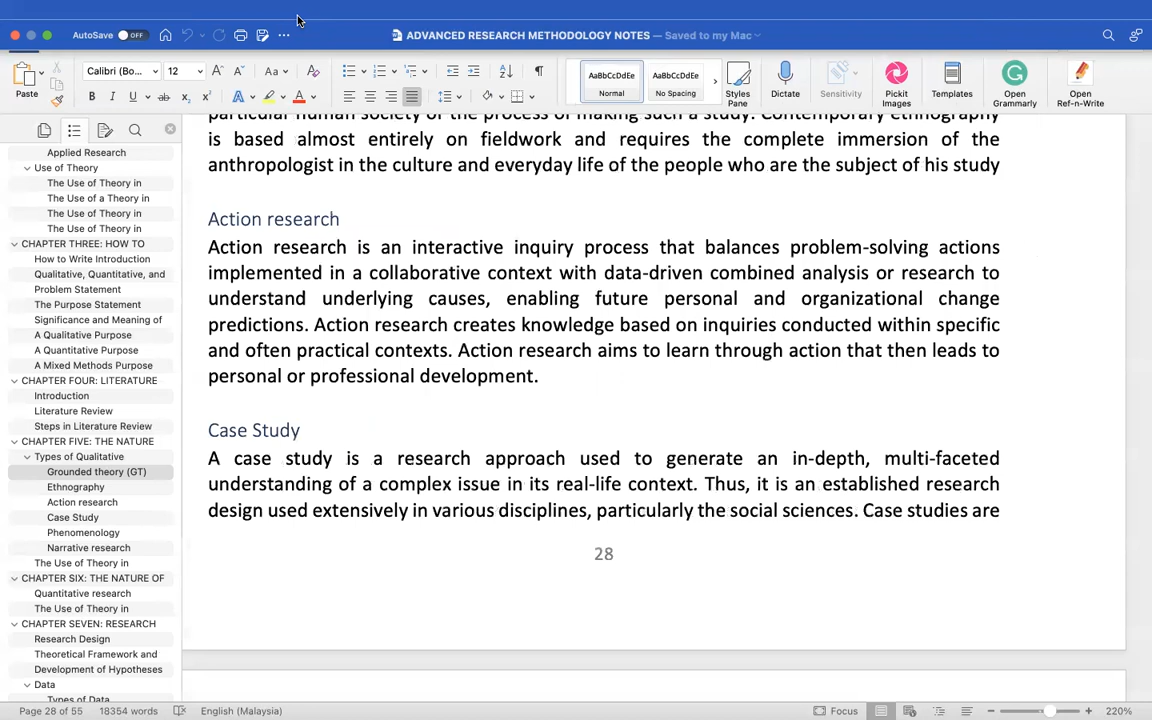 AutoSave OFF
ADVANCED RESEARCH METHODOLOGY NOTES — Saved to my Mac
Paste
Calibri (Bo... 12
AaBbCcDdEe
Normal
AaBbCcDdEe
No Spacing
Styles Pane
Dictate
Sensitivity
Pickit Images
Templates
Open Grammarly
Open Ref-n-Write
Applied Research
Use of Theory
The Use of Theory in
The Use of a Theory in
The Use of Theory in
The Use of Theory in
CHAPTER THREE: HOW TO
How to Write Introduction
Qualitative, Quantitative, and
Problem Statement
The Purpose Statement
Significance and Meaning of
A Qualitative Purpose
A Quantitative Purpose
A Mixed Methods Purpose
CHAPTER FOUR: LITERATURE
Introduction
Literature Review
Steps in Literature Review
CHAPTER FIVE: THE NATURE
Types of Qualitative
Grounded theory (GT)
Ethnography
Action research
Case Study
Phenomenology
Narrative research
The Use of Theory in
CHAPTER SIX: THE NATURE OF
Quantitative research
The Use of Theory in
CHAPTER SEVEN: RESEARCH
Research Design
Theoretical Framework and
Development of Hypotheses
Data
Types of Data
particular human society or the process of making such a study. Contemporary ethnography
is based almost entirely on fieldwork and requires the complete immersion of the
anthropologist in the culture and everyday life of the people who are the subject of his study
Action research
Action research is an interactive inquiry process that balances problem-solving actions
implemented in a collaborative context with data-driven combined analysis or research to
understand underlying causes, enabling future personal and organizational change
predictions. Action research creates knowledge based on inquiries conducted within specific
and often practical contexts. Action research aims to learn through action that then leads to
personal or professional development.
Case Study
A case study is a research approach used to generate an in-depth, multi-faceted
understanding of a complex issue in its real-life context. Thus, it is an established research
design used extensively in various disciplines, particularly the social sciences. Case studies are
28
Page 28 of 55 18354 words English (Malaysia) Focus 220%